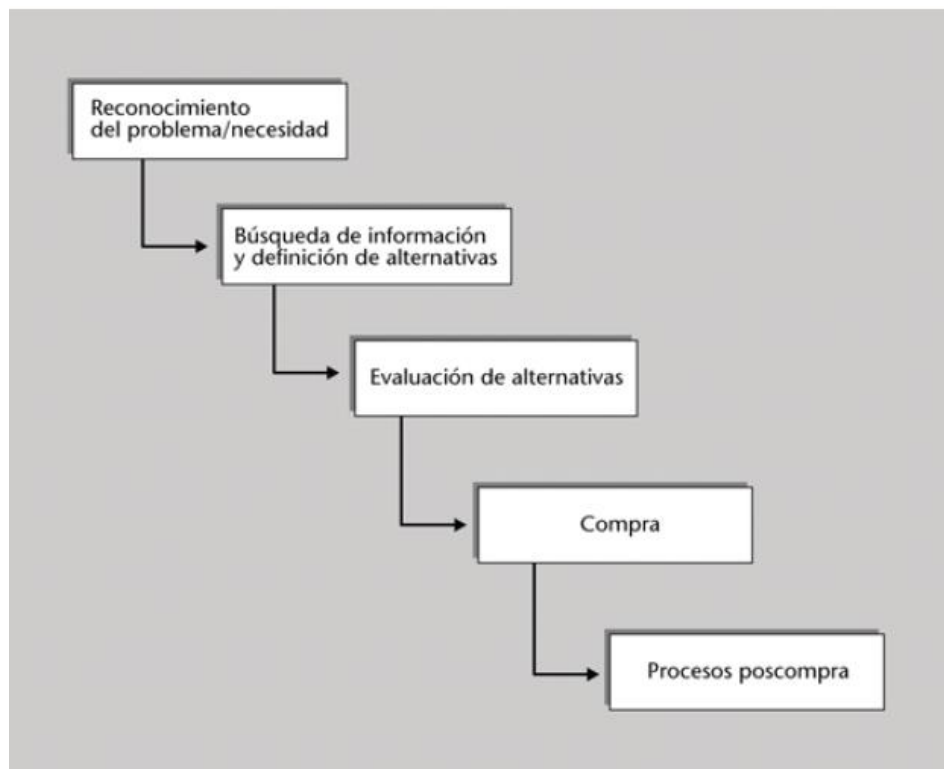 Reconocimiento
del problema/necesidad
Búsqueda de información
y definición de alternativas
Evaluación de alternativas
Compra
Procesos poscompra